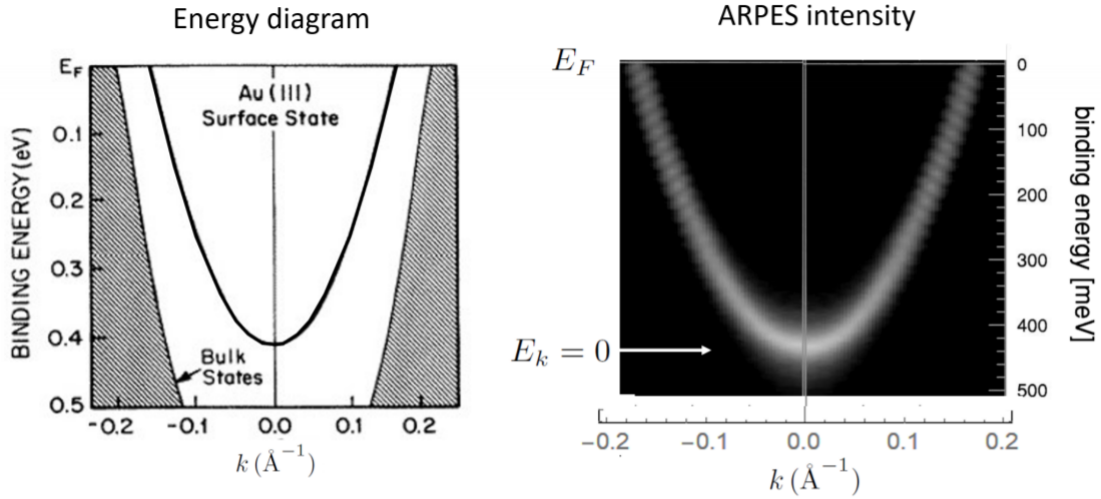 Energy diagram
E_F
Au (111)
Surface State
0.1
0.2
0.3
0.4
0.5
BINDING ENERGY (eV)
Bulk
States
-0.2 -0.1 0.0 0.1 0.2
k (Å⁻¹)
ARPES intensity
E_F
E_k = 0
0
100
200
300
400
500
binding energy [meV]
−0.2 −0.1 0.0 0.1 0.2
k (Å⁻¹)